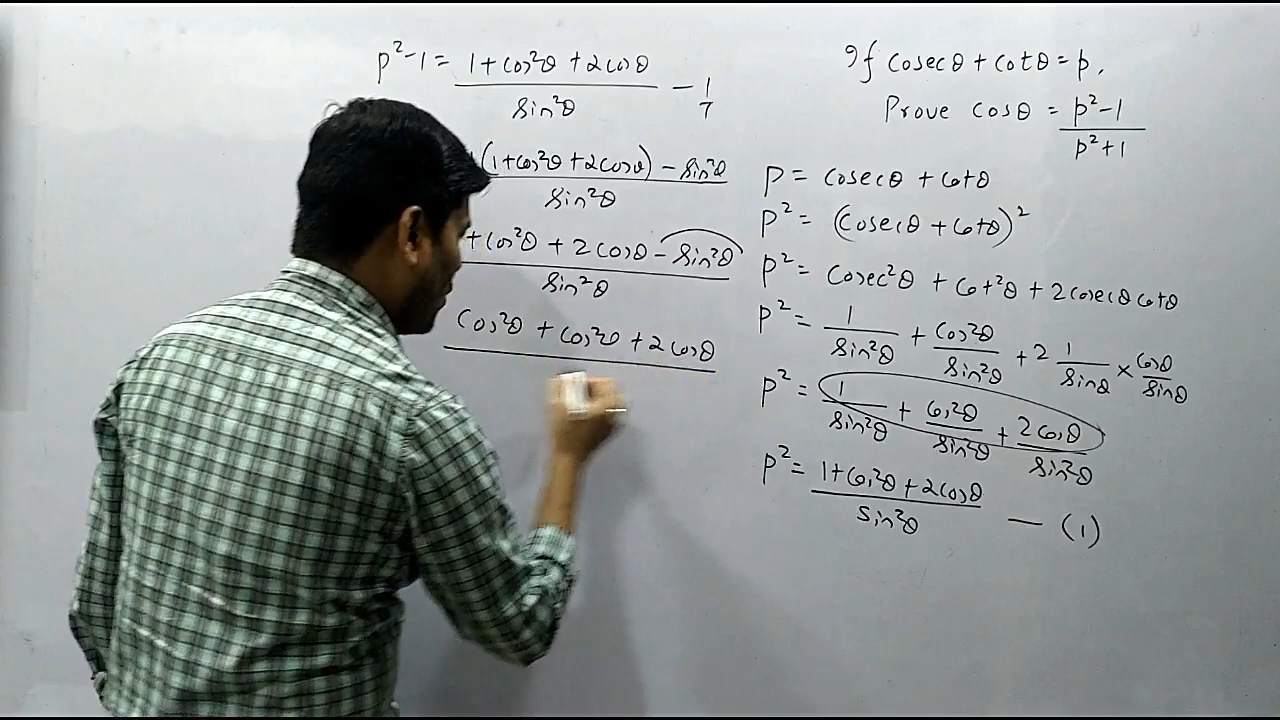 p²-1 = 1+cos²θ+2cosθ / sin²θ - 1/1
(1+cos²θ+2cosθ) - sin²θ / sin²θ
+cos²θ + 2cosθ - sin²θ / sin²θ
cos²θ + cos²θ + 2cosθ
If cosecθ + cotθ = p,
Prove cosθ = p²-1 / p²+1
p = cosecθ + cotθ
p² = (cosecθ + cotθ)²
p² = cosec²θ + cot²θ + 2cosecθ cotθ
p² = 1/sin²θ + cos²θ/sin²θ + 2 1/sinθ × cosθ/sinθ
p² = 1/sin²θ + cos²θ/sin²θ + 2cosθ/sin²θ
p² = 1+cos²θ+2cosθ / sin²θ — (1)